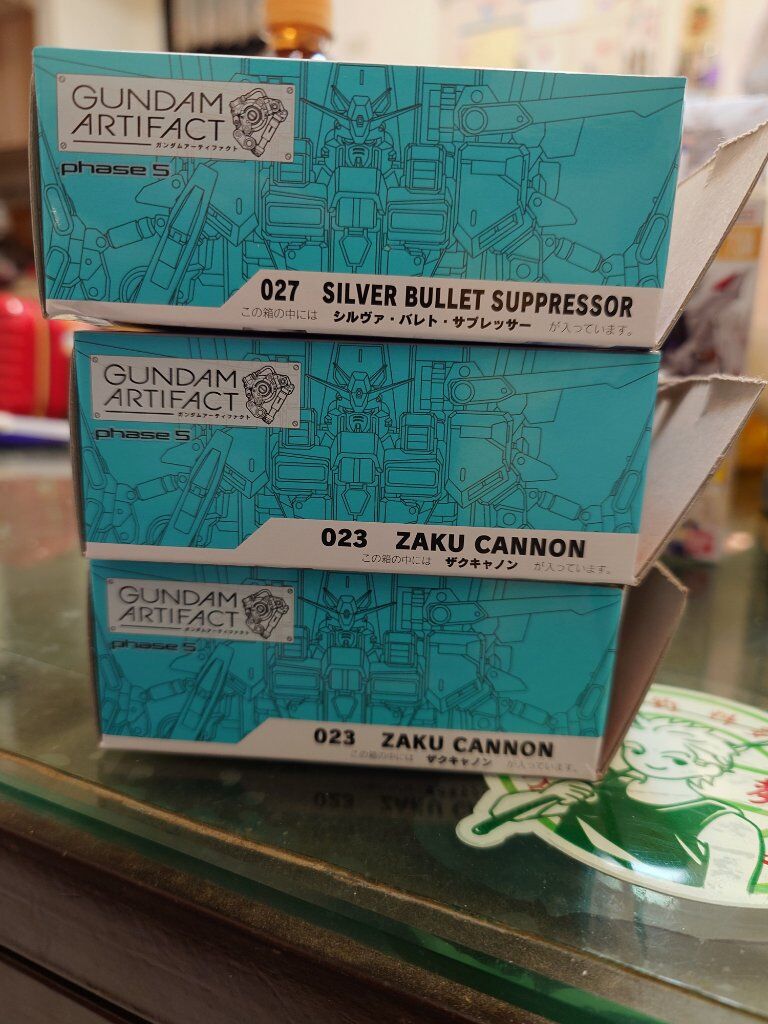 GUNDAM
ARTIFACT
ガンダムアーティファクト
phase 5
027 SILVER BULLET SUPPRESSOR
この箱の中には シルヴァ・バレト・サプレッサー が入っています。
GUNDAM
ARTIFACT
ガンダムアーティファクト
phase 5
023 ZAKU CANNON
この箱の中には ザクキャノン が入っています。
GUNDAM
ARTIFACT
ガンダムアーティファクト
phase 5
023 ZAKU CANNON
この箱の中には ザクキャノン が入っています。